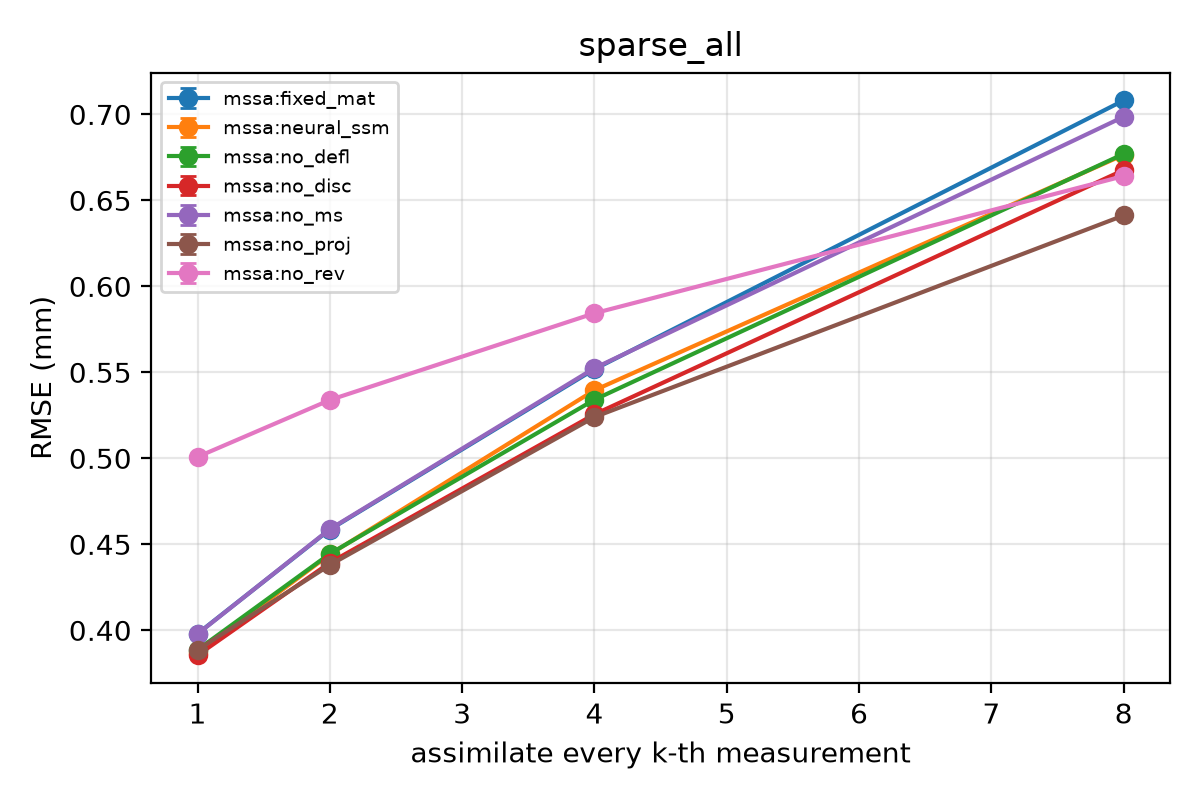 sparse_all
mssa:fixed_mat
mssa:neural_ssm
mssa:no_defl
mssa:no_disc
mssa:no_ms
mssa:no_proj
mssa:no_rev
RMSE (mm)
0.70
0.65
0.60
0.55
0.50
0.45
0.40
1 2 3 4 5 6 7 8
assimilate every k-th measurement